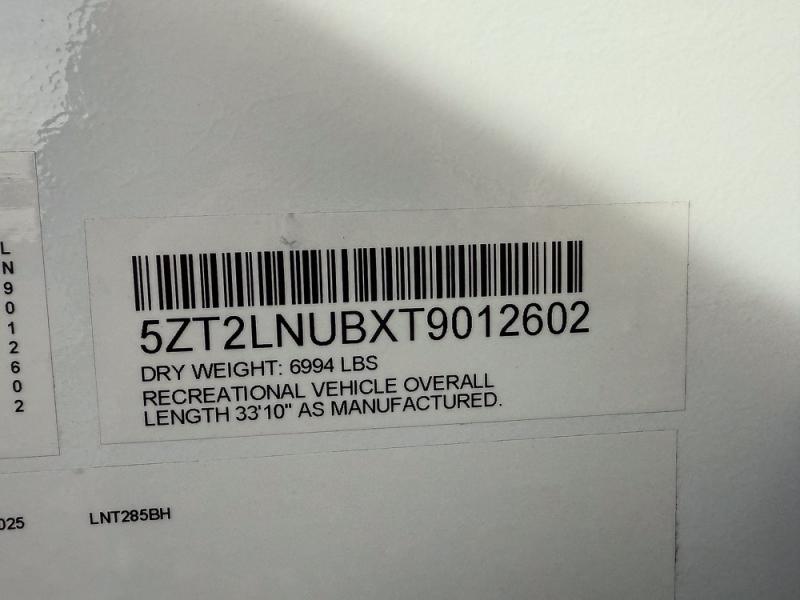 L
N
9
0
1
2
6
0
2
5ZT2LNUBXT9012602
DRY WEIGHT: 6994 LBS
RECREATIONAL VEHICLE OVERALL
LENGTH 33'10" AS MANUFACTURED.
025 LNT285BH